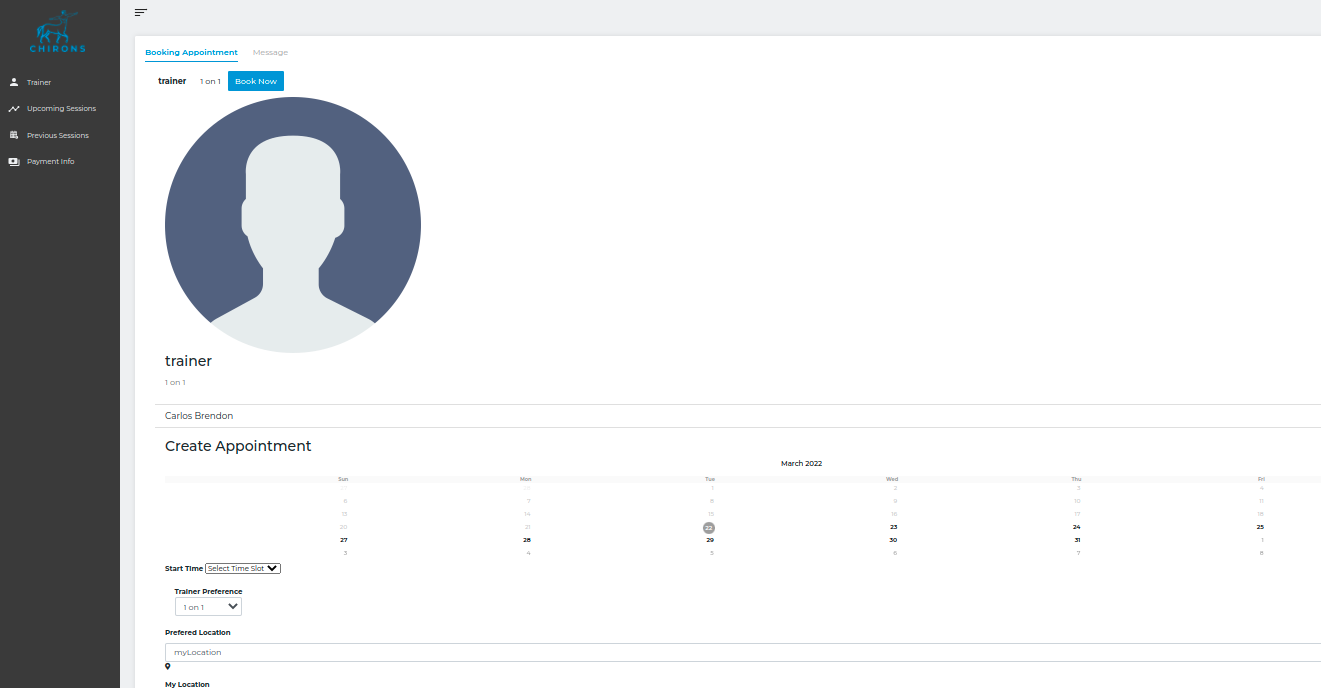 CHIRONS
Trainer
Upcoming Sessions
Previous Sessions
Payment Info
Booking Appointment Message
trainer 1 on 1 Book Now
trainer
1 on 1
Carlos Brendon
Create Appointment
March 2022
Sun Mon Tue Wed Thu Fri
1 2 3 4
6 7 8 9 10 11
14 15 16 17 18
20 21 22 23 24 25
27 28 29 30 31 1
3 4 5 6 7 8
Start Time Select Time Slot
Trainer Preference
1 on 1
Prefered Location
myLocation
My Location